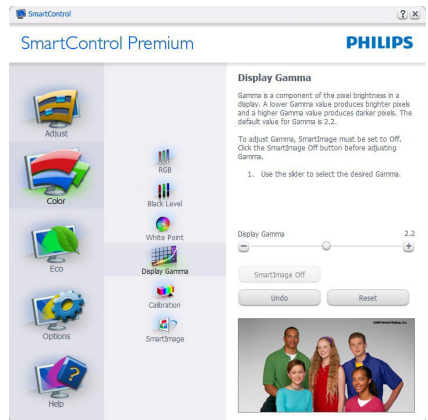 SmartControl
SmartControl Premium
PHILIPS
Adjust
Color
Eco
Options
Help
RGB
Black Level
White Point
Display Gamma
Calibration
SmartImage
Display Gamma
Gamma is a component of the pixel brightness in a
display. A lower Gamma value produces brighter pixels
and a higher Gamma value produces darker pixels. The
default value for Gamma is 2.2.
To adjust Gamma, SmartImage must be set to Off.
Click the SmartImage Off button before adjusting
Gamma.
1. Use the slider to select the desired Gamma.
Display Gamma 2.2
SmartImage Off
Undo
Reset